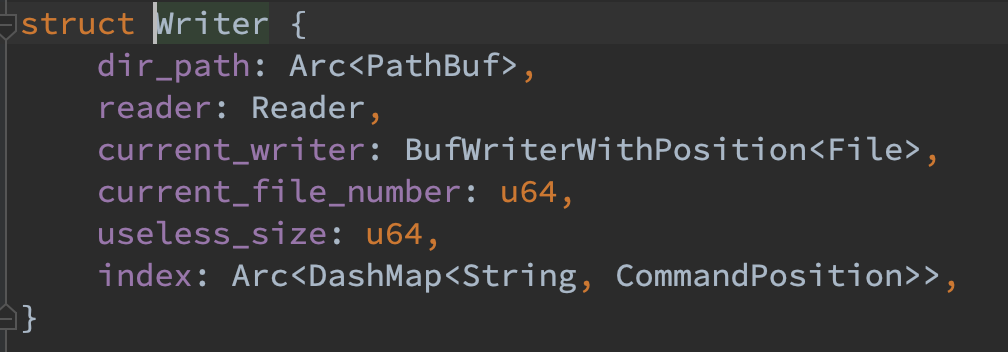 struct Writer {
    dir_path: Arc<PathBuf>,
    reader: Reader,
    current_writer: BufWriterWithPosition<File>,
    current_file_number: u64,
    useless_size: u64,
    index: Arc<DashMap<String, CommandPosition>>,
}